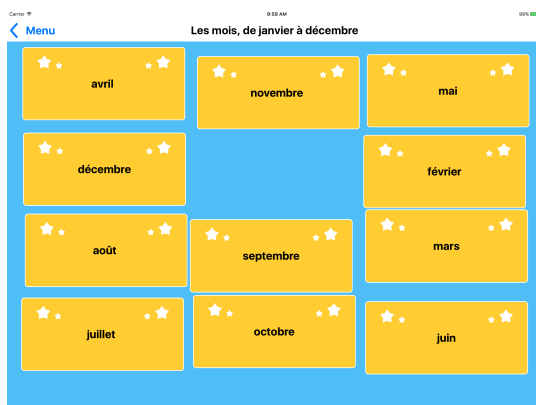 Carrier
9:59 AM
99%
Menu
Les mois, de janvier à décembre
avril
novembre
mai
décembre
février
août
septembre
mars
juillet
octobre
juin